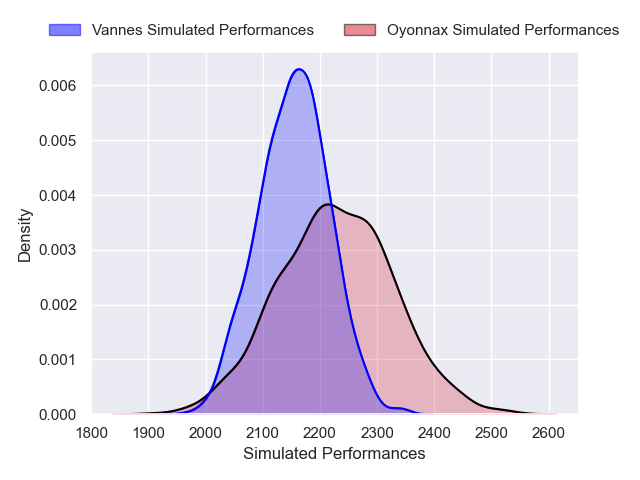 Vannes Simulated Performances
Oyonnax Simulated Performances
0.006
0.005
0.004
0.003
0.002
0.001
0.000
Density
1800 1900 2000 2100 2200 2300 2400 2500 2600
Simulated Performances